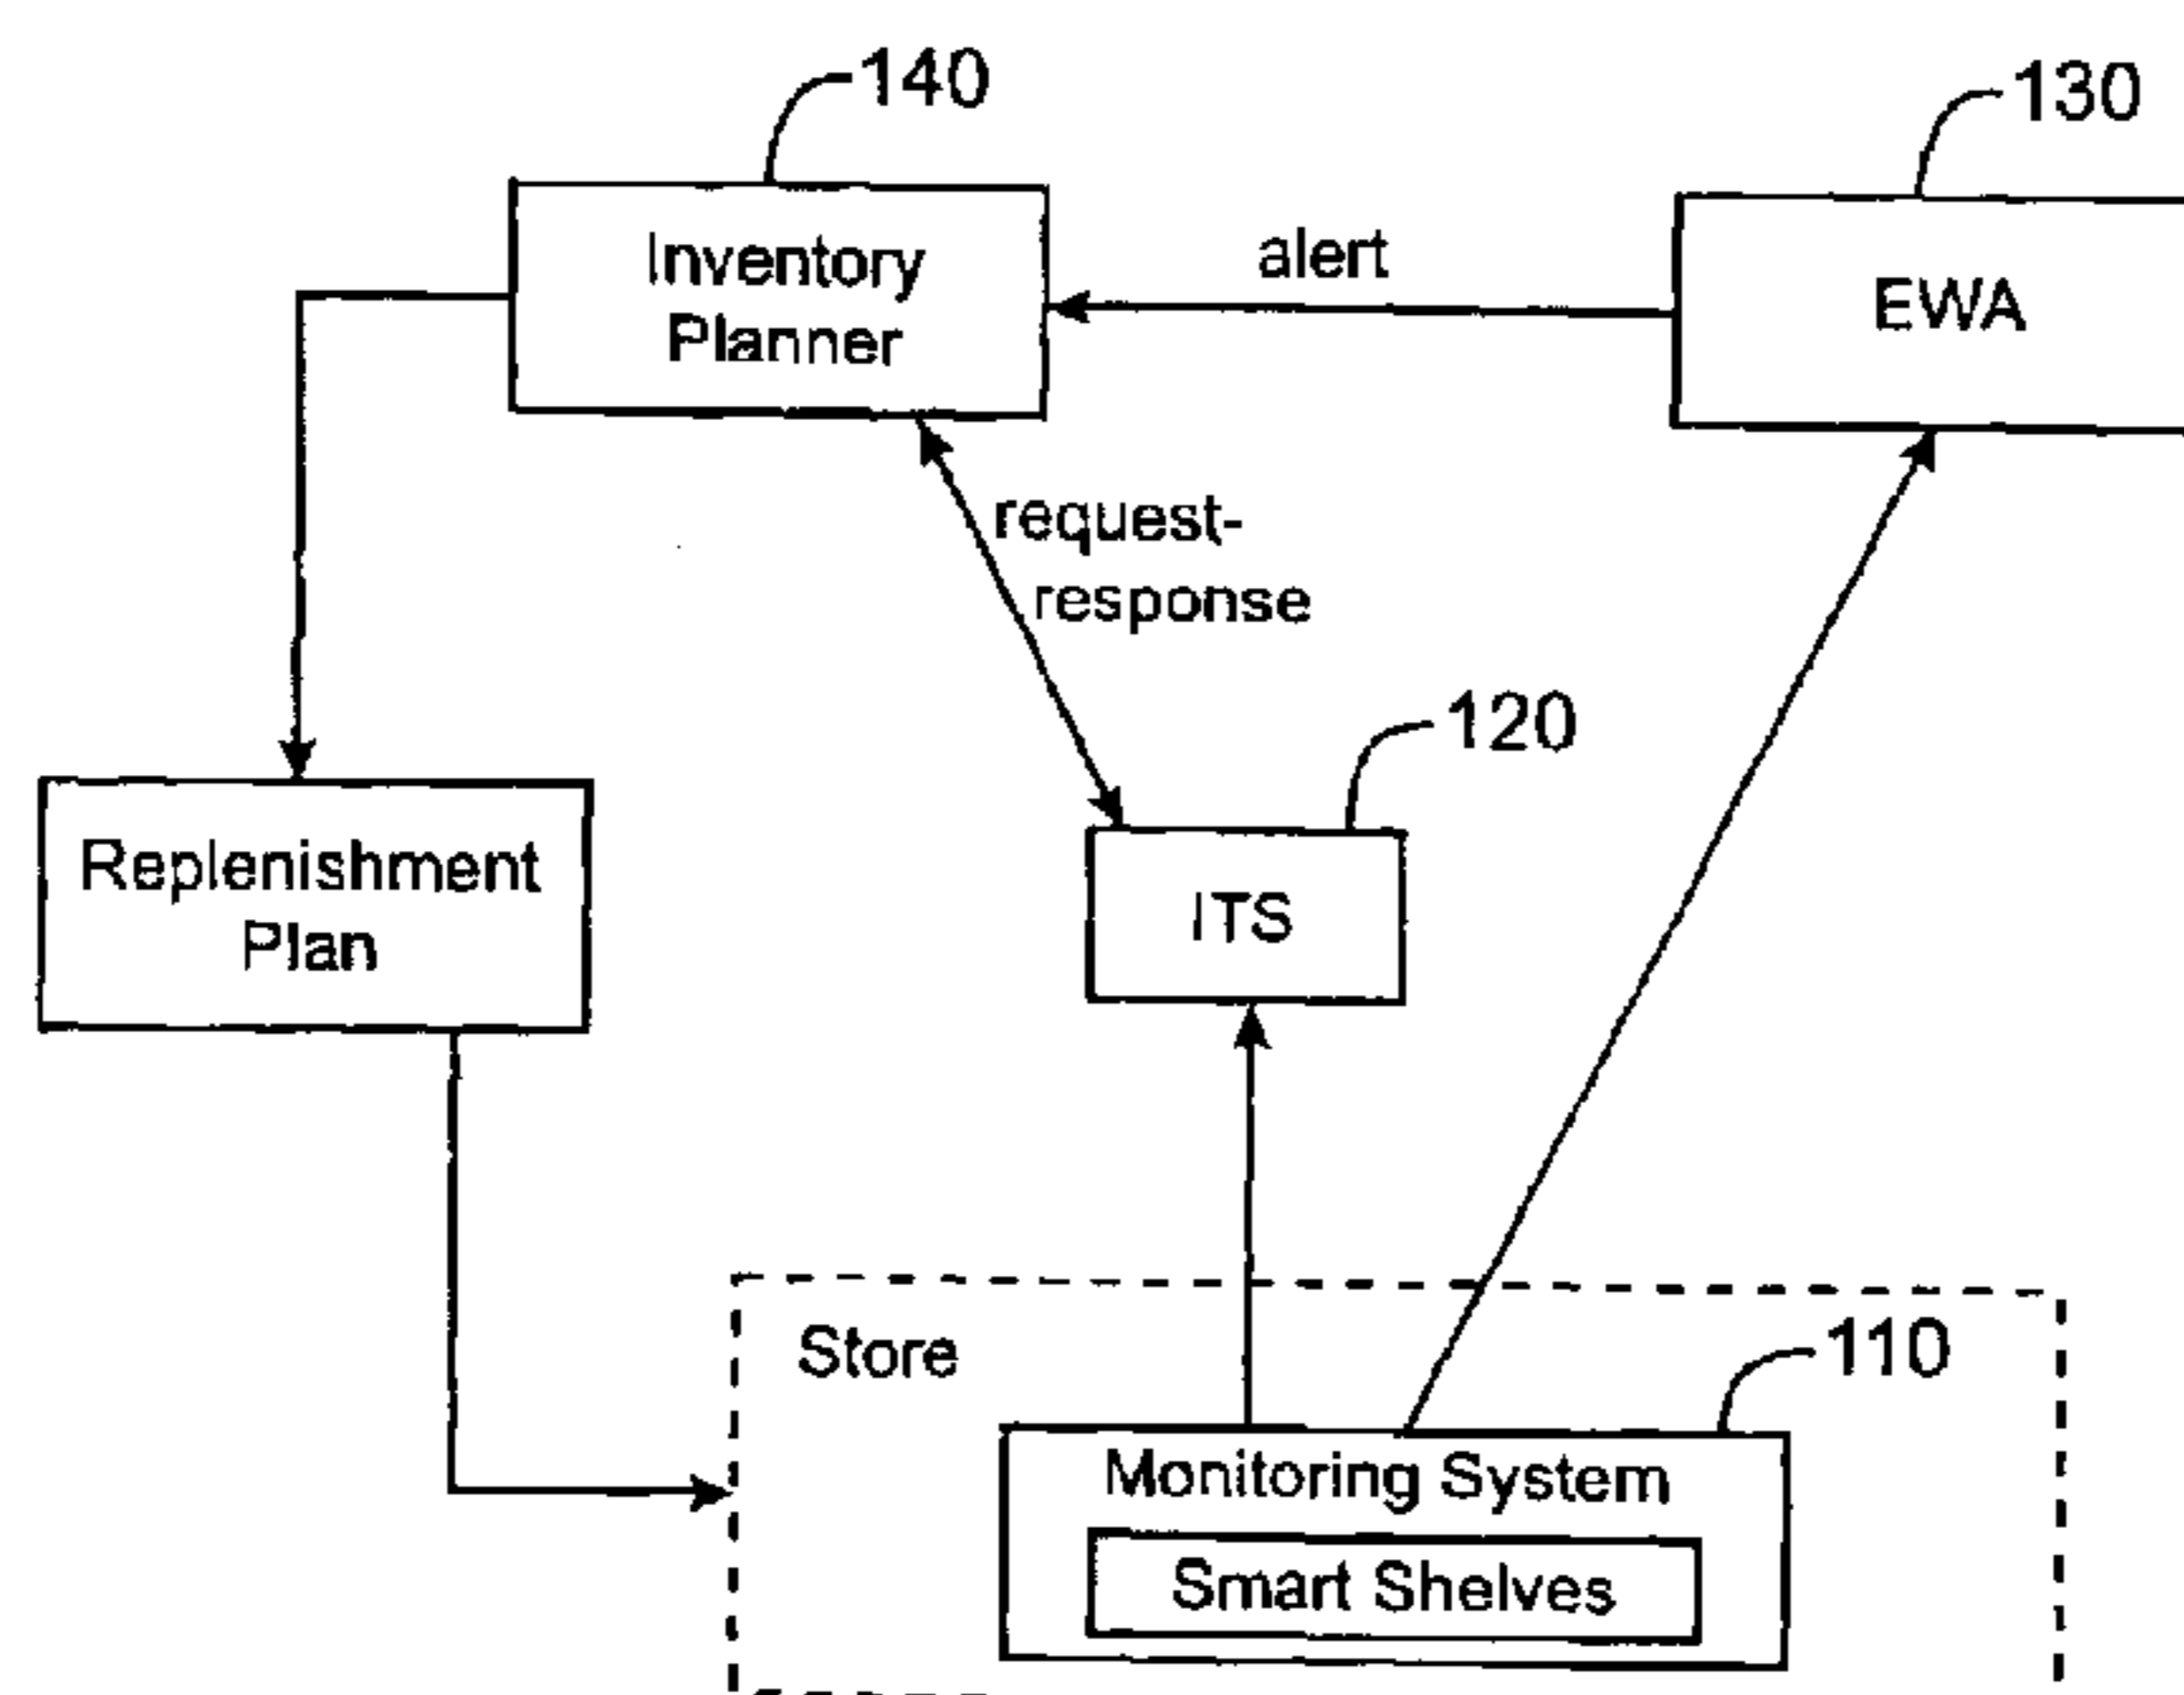 140
130
Inventory
Planner
alert
EWA
request-
response
120
Replenishment
Plan
ITS
Store
110
Monitoring System
Smart Shelves